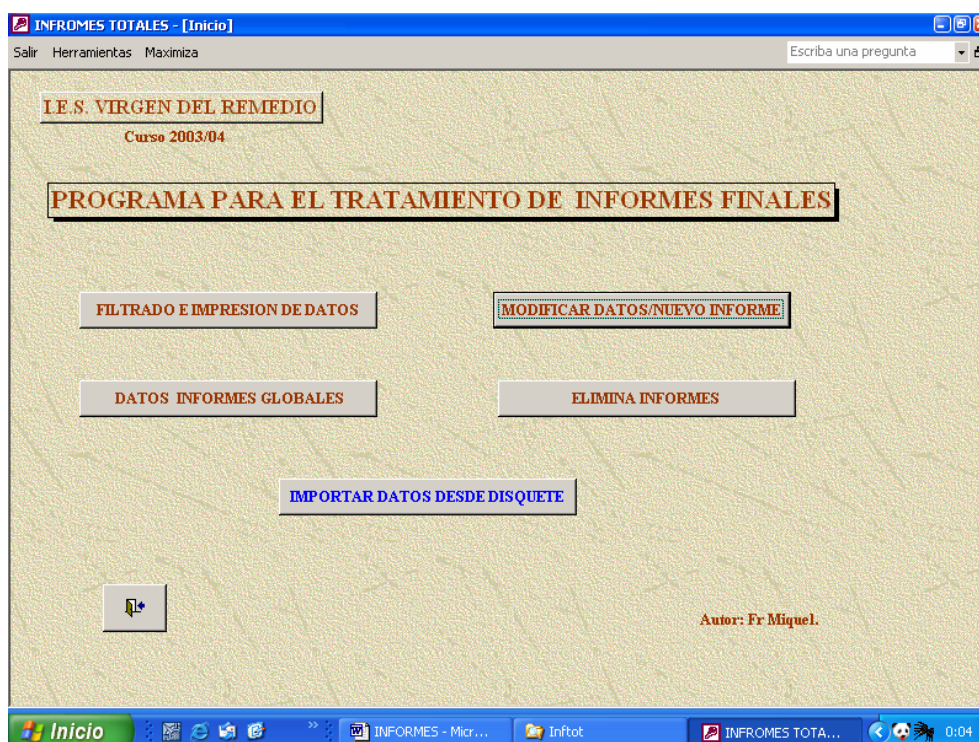 INFROMES TOTALES - [Inicio]
Salir Herramientas Maximiza Escriba una pregunta
I.E.S. VIRGEN DEL REMEDIO
Curso 2003/04
PROGRAMA PARA EL TRATAMIENTO DE INFORMES FINALES
FILTRADO E IMPRESION DE DATOS MODIFICAR DATOS/NUEVO INFORME
DATOS INFORMES GLOBALES ELIMINA INFORMES
IMPORTAR DATOS DESDE DISQUETE
Autor: Fr Miquel.
Inicio INFORMES - Micr... Inftot INFROMES TOTA... 0:04